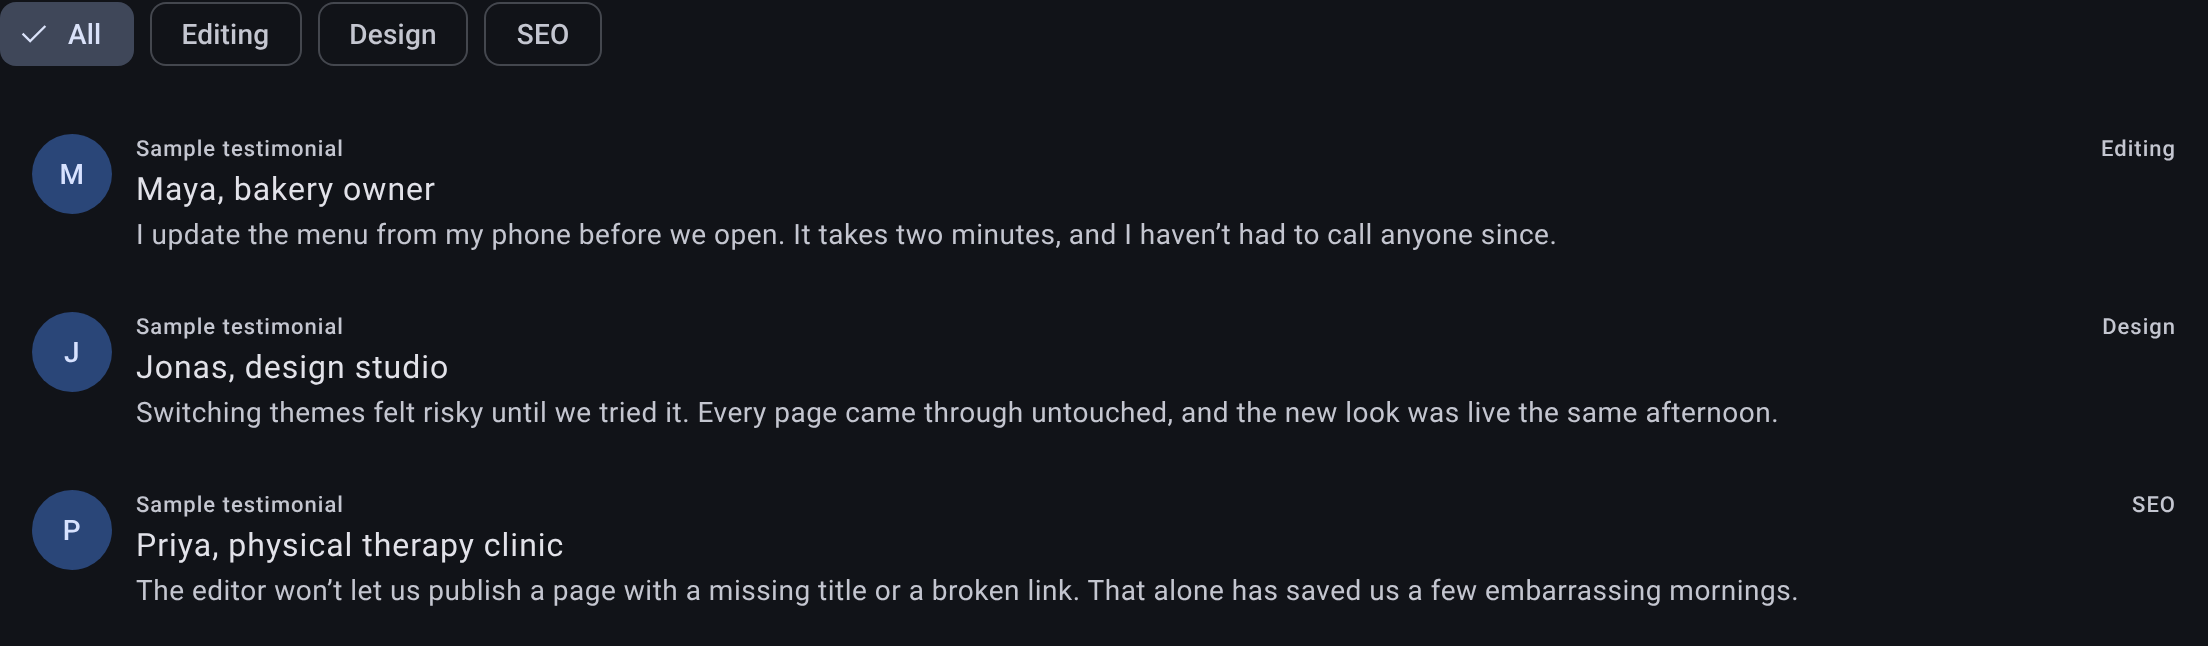 All
Editing
Design
SEO
M
Sample testimonial
Editing
Maya, bakery owner
I update the menu from my phone before we open. It takes two minutes, and I haven’t had to call anyone since.
J
Sample testimonial
Design
Jonas, design studio
Switching themes felt risky until we tried it. Every page came through untouched, and the new look was live the same afternoon.
P
Sample testimonial
SEO
Priya, physical therapy clinic
The editor won’t let us publish a page with a missing title or a broken link. That alone has saved us a few embarrassing mornings.